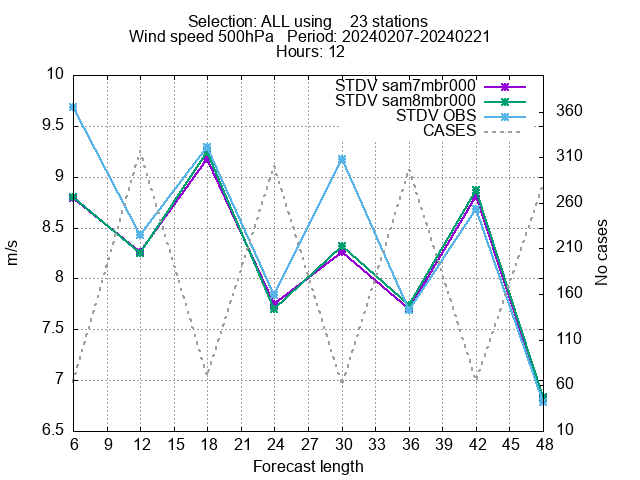 Selection: ALL using    23 stations
Wind speed 500hPa   Period: 20240207-20240221
Hours: 12
STDV sam7mbr000
STDV sam8mbr000
STDV OBS
CASES
10
9.5
9
8.5
8
7.5
7
6.5
m/s
360
310
260
210
160
110
60
10
No cases
6 9 12 15 18 21 24 27 30 33 36 39 42 45 48
Forecast length